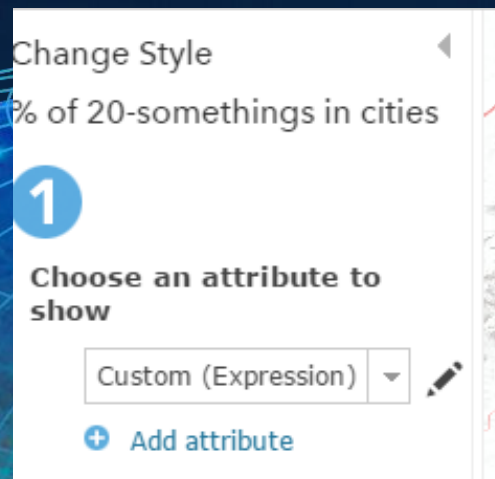 Change Style
% of 20-somethings in cities
1
Choose an attribute to
show
Custom (Expression)
Add attribute